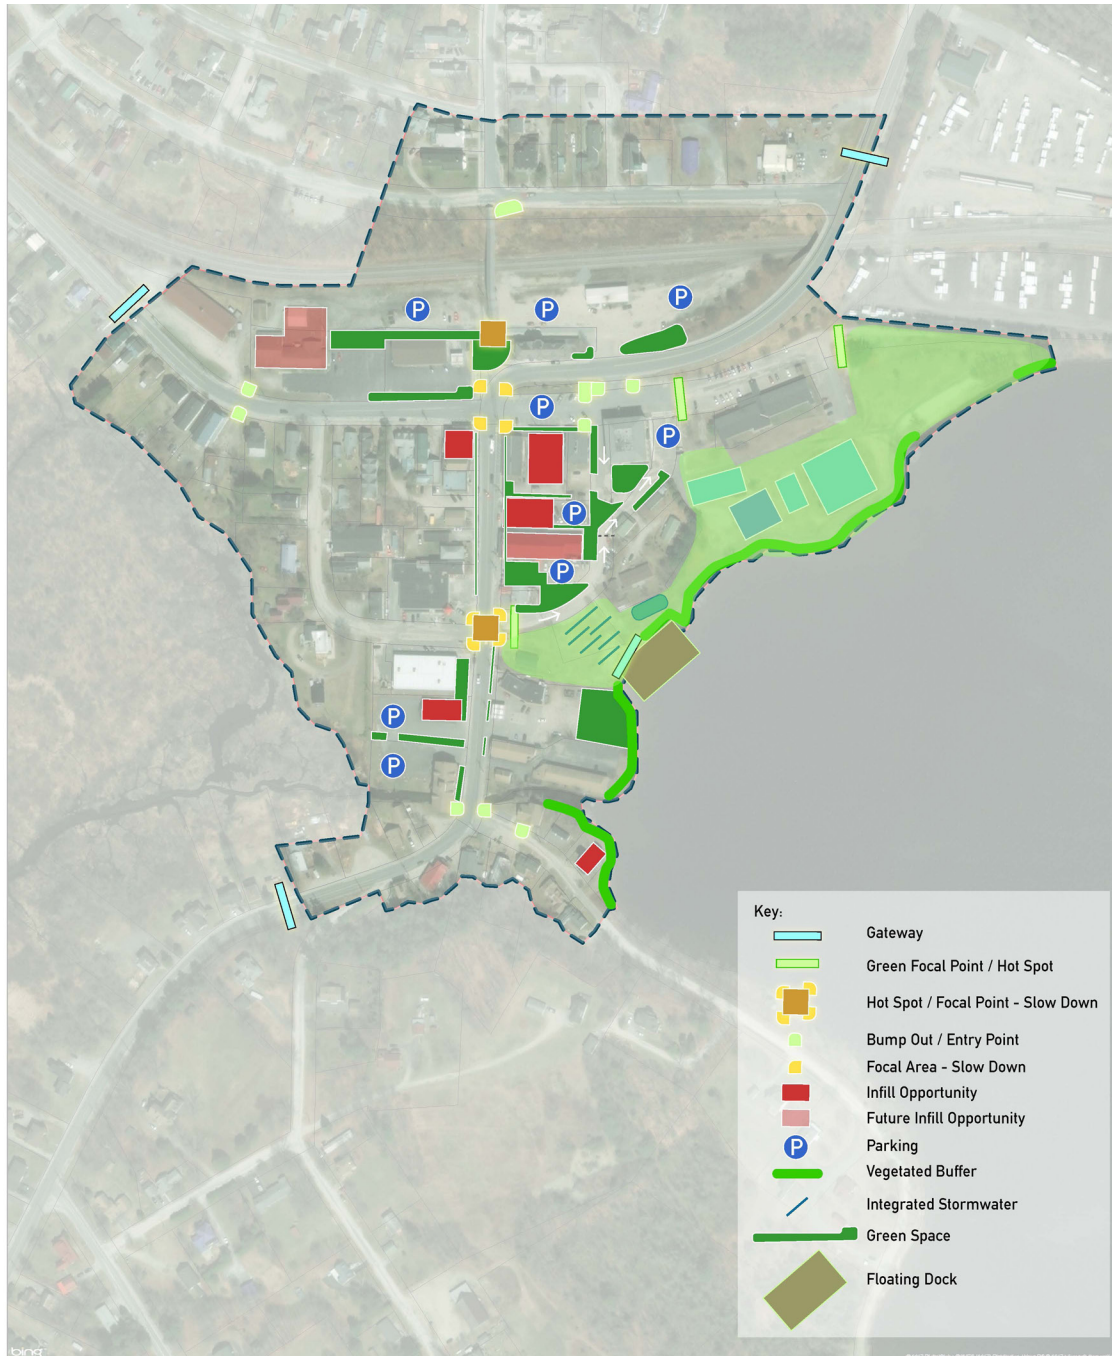 P
P
P
P
P
P
P
P
P
Key:
Gateway
Green Focal Point / Hot Spot
Hot Spot / Focal Point - Slow Down
Bump Out / Entry Point
Focal Area - Slow Down
Infill Opportunity
Future Infill Opportunity
P Parking
Vegetated Buffer
Integrated Stormwater
Green Space
Floating Dock
bing